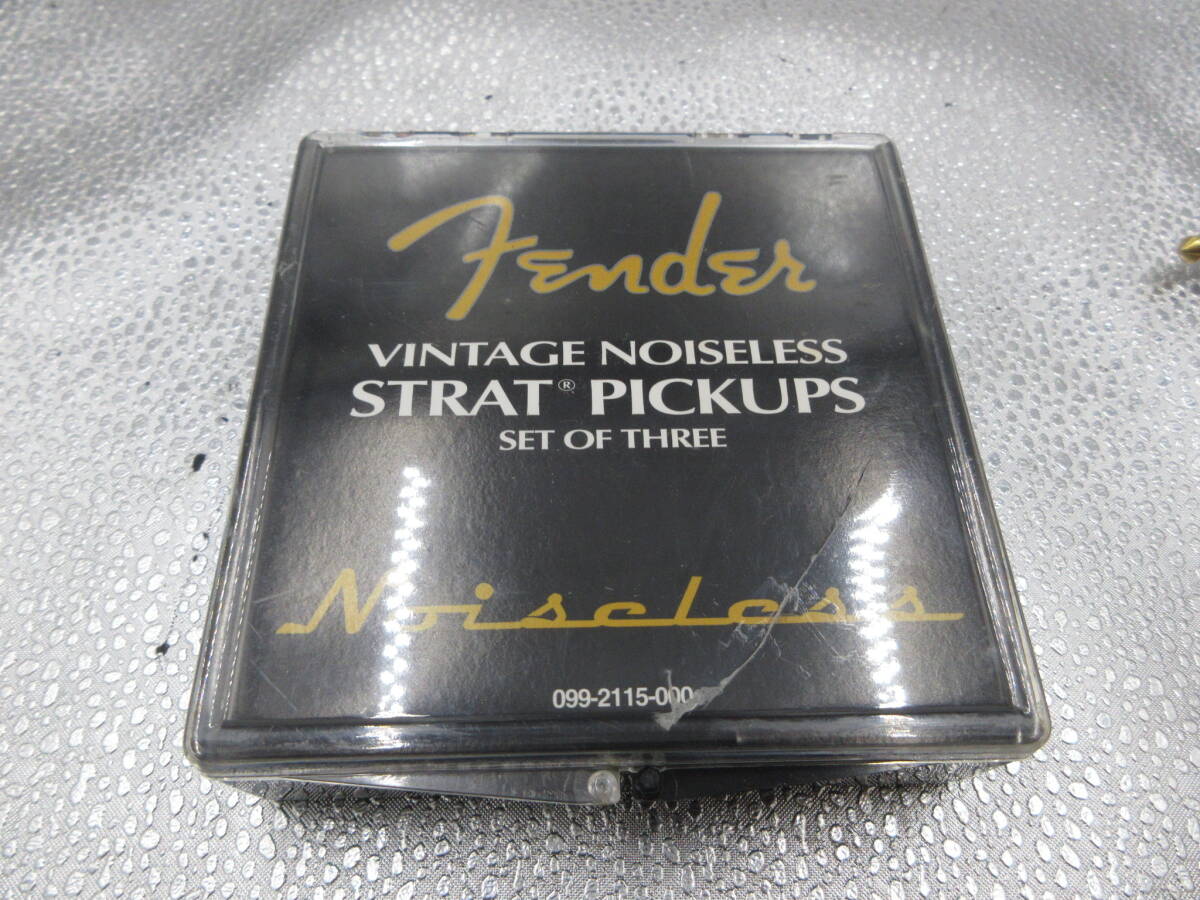 Fender
VINTAGE NOISELESS
STRAT® PICKUPS
SET OF THREE
Noiseless
099-2115-000